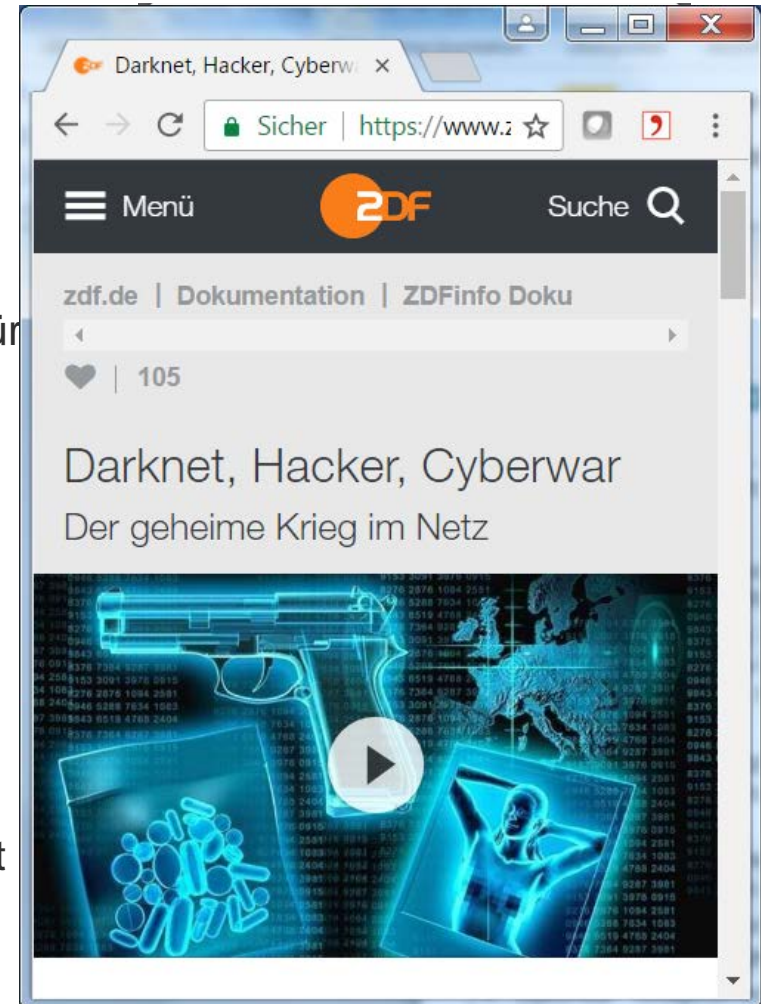 Darknet, Hacker, Cyberw
Sicher | https://www.z
Menü
ZDF
Suche
zdf.de | Dokumentation | ZDFinfo Doku
ür
105
Darknet, Hacker, Cyberwar
Der geheime Krieg im Netz
t